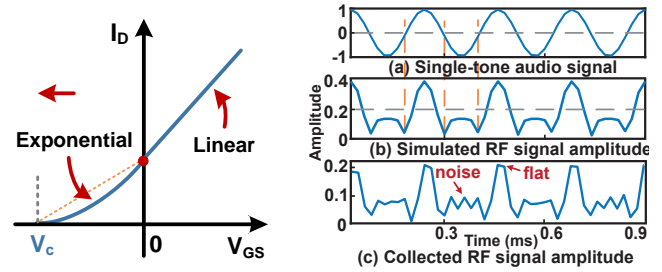 I_D
Exponential
Linear
V_c
0
V_GS
1
0
-1
(a) Single-tone audio signal
Amplitude
0.4
0.2
0
(b) Simulated RF signal amplitude
0.2
0.1
0
noise
flat
0.3
0.6
0.9
Time (ms)
(c) Collected RF signal amplitude